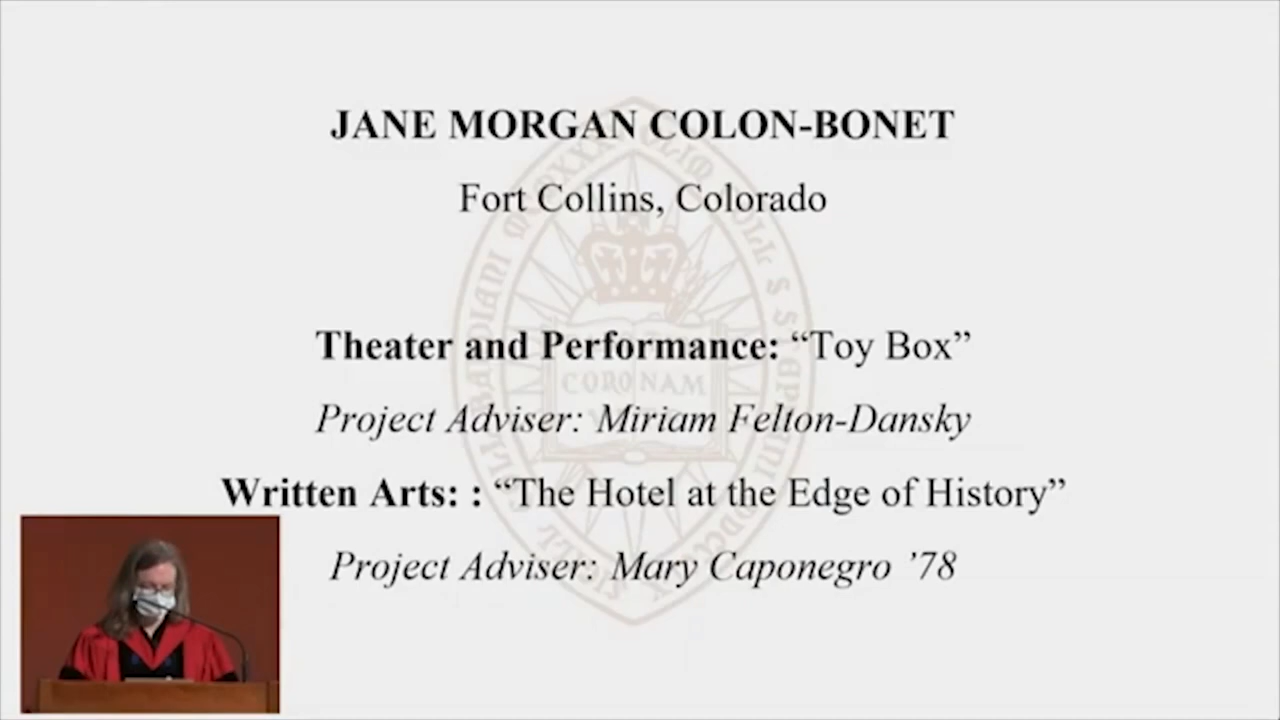 JANE MORGAN COLON-BONET
Fort Collins, Colorado
Theater and Performance: “Toy Box”
CORONAM
Project Adviser: Miriam Felton-Dansky
Written Arts: : “The Hotel at the Edge of History”
Project Adviser: Mary Caponegro ’78